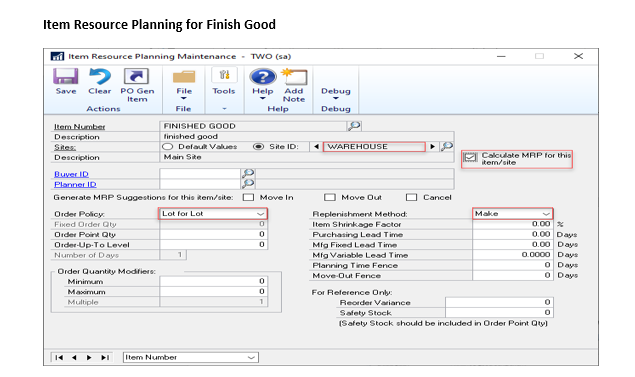 Item Resource Planning for Finish Good
Item Resource Planning Maintenance - TWO (sa)
Save Clear PO Gen Item File Tools Help Add Note Debug
Actions File Help Debug
Item Number FINISHED GOOD
Description finished good
Sites: Default Values Site ID: WAREHOUSE
Description Main Site
Calculate MRP for this item/site
Buyer ID
Planner ID
Generate MRP Suggestions for this item/site: Move In Move Out Cancel
Order Policy: Lot for Lot Replenishment Method: Make
Fixed Order Qty 0 Item Shrinkage Factor 0.00 %
Order Point Qty 0 Purchasing Lead Time 0.00 Days
Order-Up-To Level 0 Mfg Fixed Lead Time 0.00 Days
Number of Days 1 Mfg Variable Lead Time 0.0000 Days
Planning Time Fence 0 Days
Order Quantity Modifiers: Move-Out Fence 0 Days
Minimum 0
Maximum 0 For Reference Only:
Multiple 1 Reorder Variance 0
Safety Stock 0
(Safety Stock should be included in Order Point Qty)
Item Number